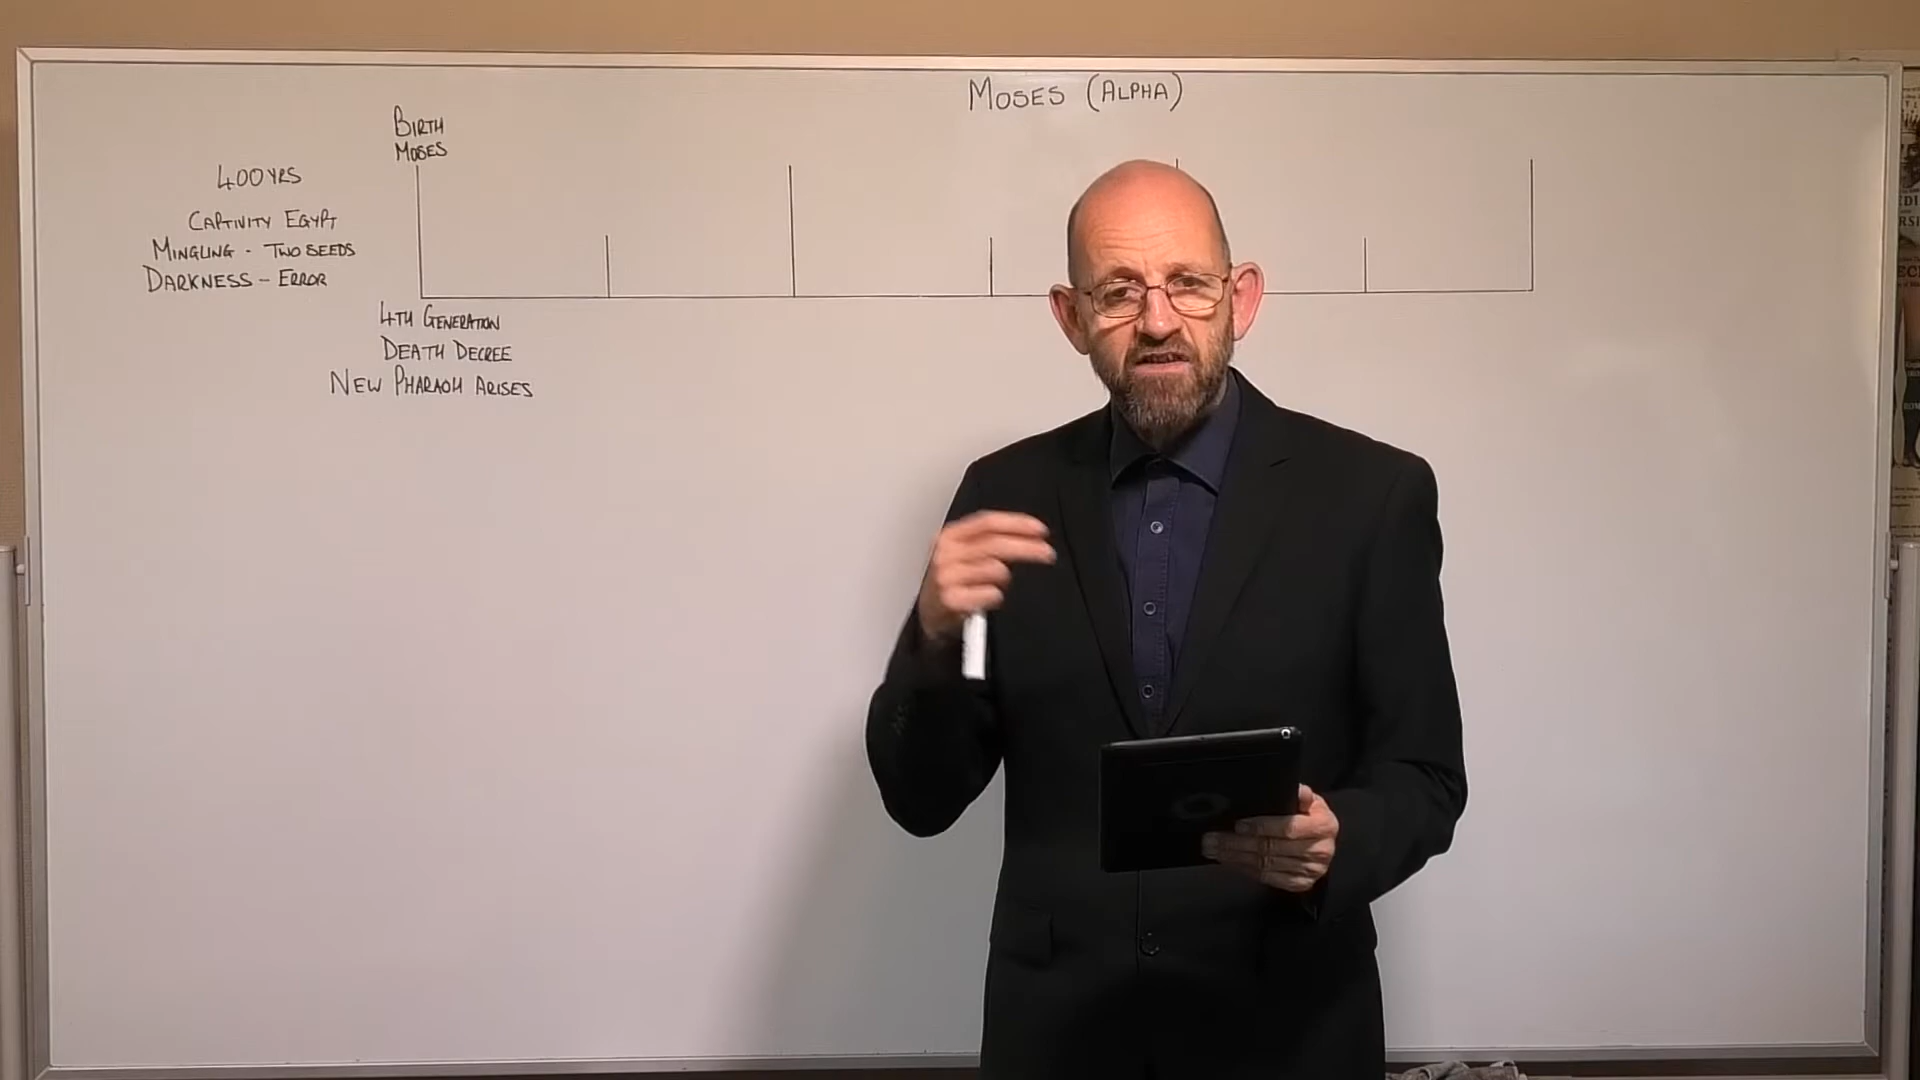 MOSES (ALPHA)
BIRTH
MOSES
400 YRS
CAPTIVITY EGYPT
MINGLING - TWO SEEDS
DARKNESS - ERROR
4TH GENERATION
DEATH DECREE
NEW PHARAOH ARISES